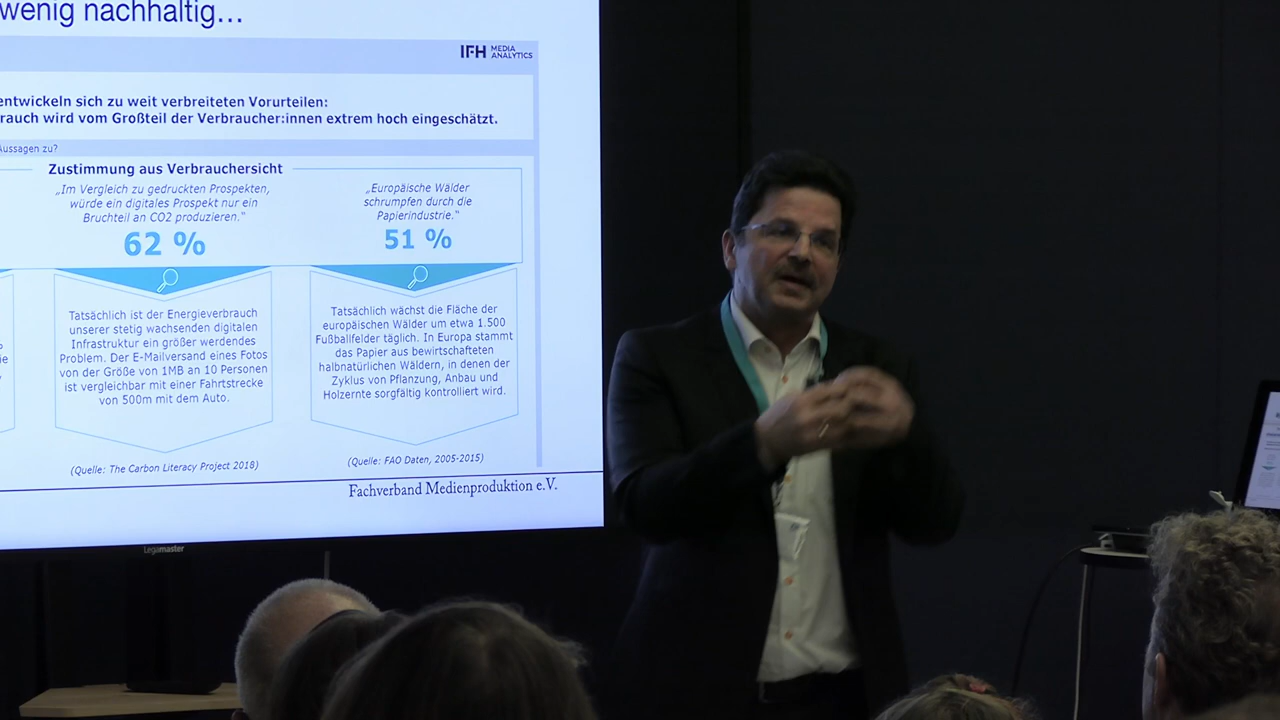 wenig nachhaltig...
IFH MEDIA
ANALYTICS
entwickeln sich zu weit verbreiteten Vorurteilen:
rauch wird vom Großteil der Verbraucher:innen extrem hoch eingeschätzt.
Aussagen zu?
Zustimmung aus Verbrauchersicht
„Im Vergleich zu gedruckten Prospekten,
würde ein digitales Prospekt nur ein
Bruchteil an CO2 produzieren.“
62 %
„Europäische Wälder
schrumpfen durch die
Papierindustrie.“
51 %
Tatsächlich ist der Energieverbrauch
unserer stetig wachsenden digitalen
Infrastruktur ein größer werdendes
Problem. Der E-Mailversand eines Fotos
von der Größe von 1MB an 10 Personen
ist vergleichbar mit einer Fahrtstrecke
von 500m mit dem Auto.
(Quelle: The Carbon Literacy Project 2018)
Tatsächlich wächst die Fläche der
europäischen Wälder um etwa 1.500
Fußballfelder täglich. In Europa stammt
das Papier aus bewirtschafteten
halbnatürlichen Wäldern, in denen der
Zyklus von Pflanzung, Anbau und
Holzernte sorgfältig kontrolliert wird.
(Quelle: FAO Daten, 2005-2015)
Fachverband Medienproduktion e.V.
Legamaster